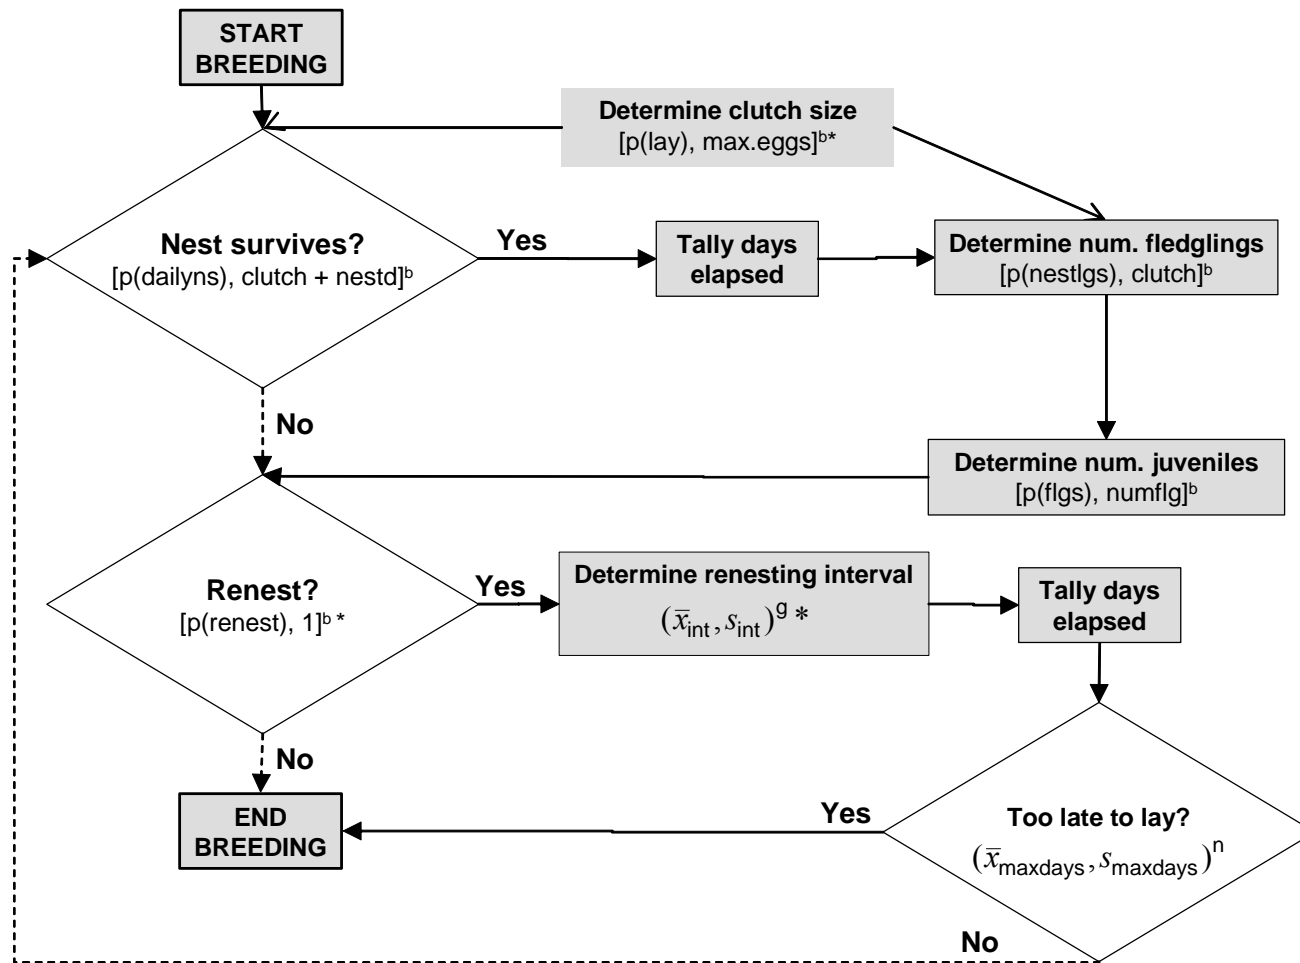 START
BREEDING
Determine clutch size
[p(lay), max.eggs]ᵇ*
Nest survives?
[p(dailyns), clutch + nestd]ᵇ
Yes
Tally days
elapsed
Determine num. fledglings
[p(nestlgs), clutch]ᵇ
No
Determine num. juveniles
[p(flgs), numflg]ᵇ
Renest?
[p(renest), 1]ᵇ *
Yes
Determine renesting interval
(x̄int, sint)ᵍ *
Tally days
elapsed
No
END
BREEDING
Yes
Too late to lay?
(x̄maxdays, smaxdays)ⁿ
No